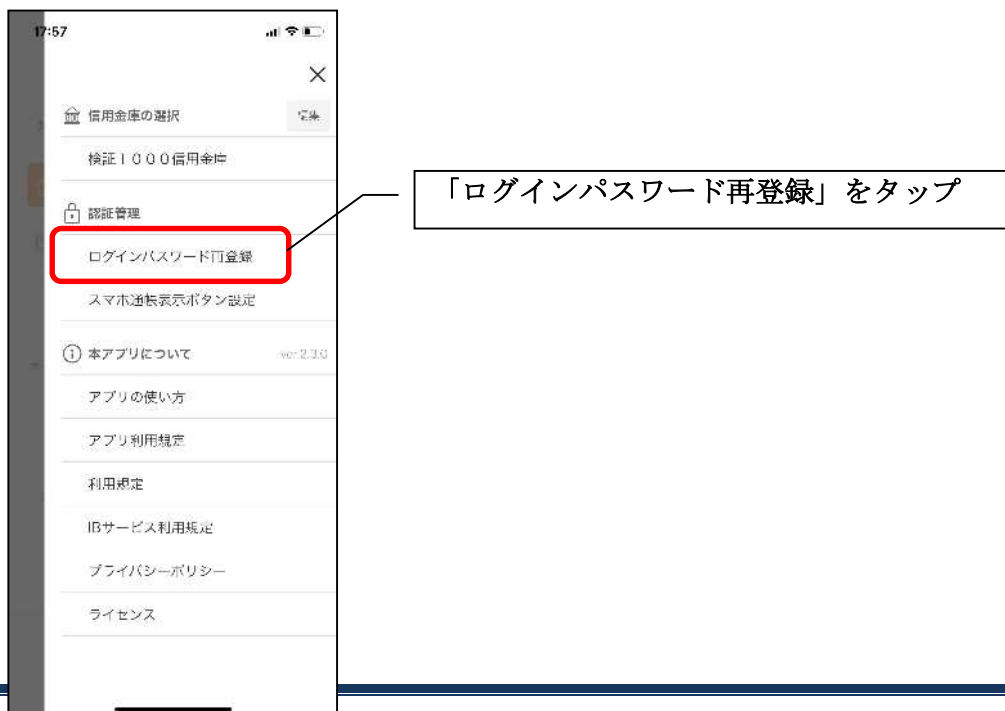 17:57
信用金庫の選択
編集
検証1000信用金庫
認証管理
「ログインパスワード再登録」をタップ
ログインパスワード再登録
スマホ通帳表示ボタン設定
本アプリについて
ver 2.3.0
アプリの使い方
アプリ利用規定
利用規定
IBサービス利用規定
プライバシーポリシー
ライセンス